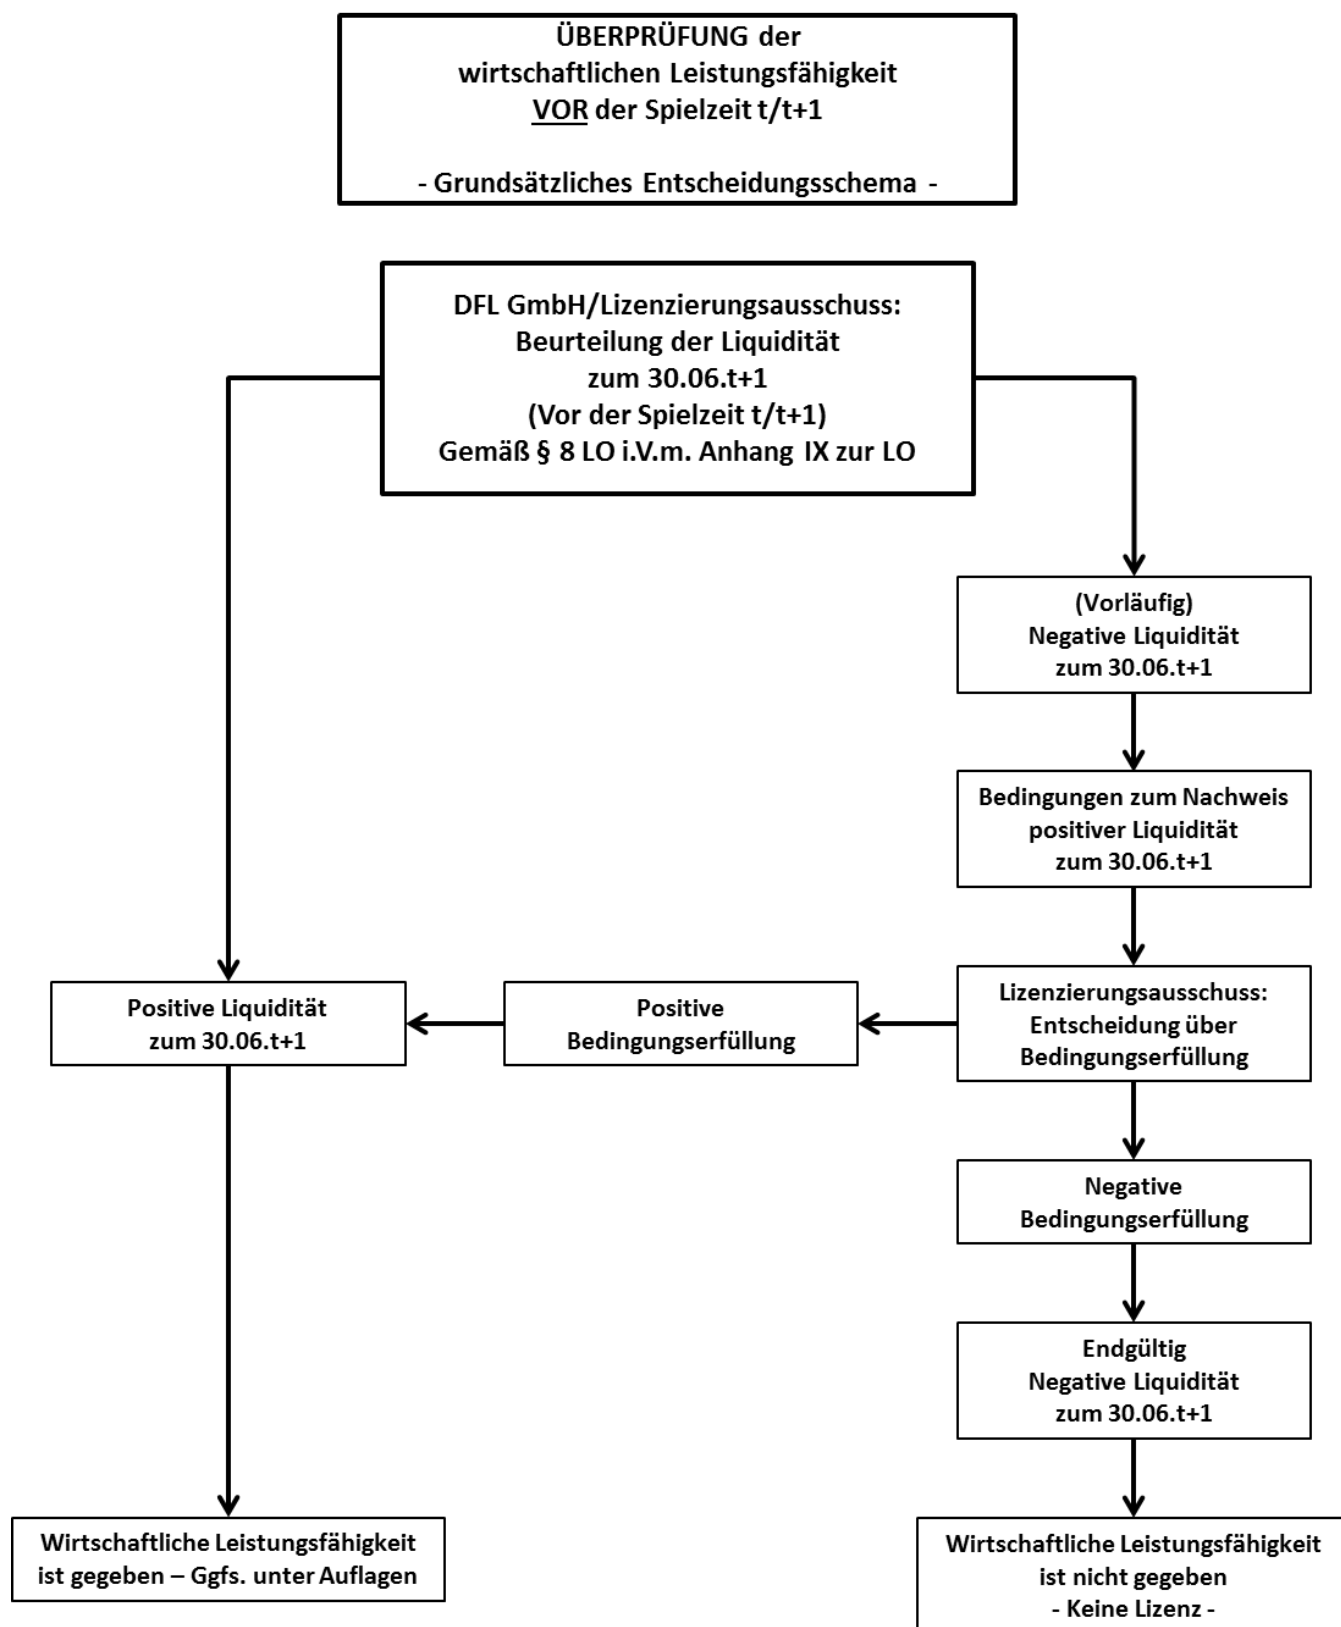 ÜBERPRÜFUNG der
wirtschaftlichen Leistungsfähigkeit
VOR der Spielzeit t/t+1
- Grundsätzliches Entscheidungsschema -
DFL GmbH/Lizenzierungsausschuss:
Beurteilung der Liquidität
zum 30.06.t+1
(Vor der Spielzeit t/t+1)
Gemäß § 8 LO i.V.m. Anhang IX zur LO
(Vorläufig)
Negative Liquidität
zum 30.06.t+1
Bedingungen zum Nachweis
positiver Liquidität
zum 30.06.t+1
Lizenzierungsausschuss:
Entscheidung über
Bedingungserfüllung
Positive
Bedingungserfüllung
Positive Liquidität
zum 30.06.t+1
Negative
Bedingungserfüllung
Endgültig
Negative Liquidität
zum 30.06.t+1
Wirtschaftliche Leistungsfähigkeit
ist gegeben – Ggfs. unter Auflagen
Wirtschaftliche Leistungsfähigkeit
ist nicht gegeben
- Keine Lizenz -